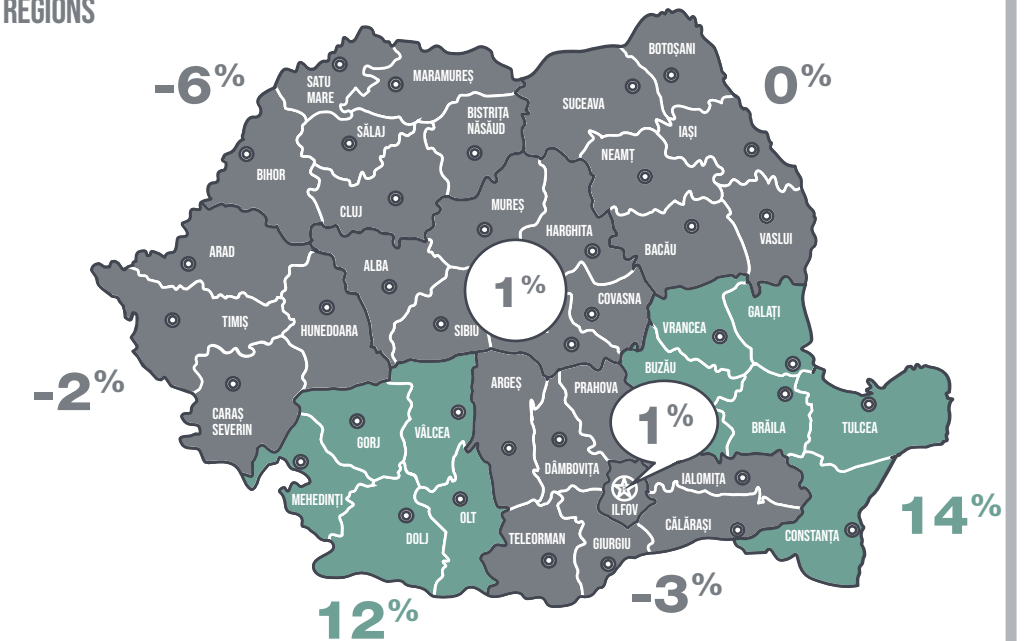 REGIONS
BOTOȘANI
-6%
SATU
MARE
MARAMUREȘ
0%
SUCEAVA
BISTRIȚA
NĂSĂUD
SĂLAJ
IAȘI
NEAMȚ
BIHOR
CLUJ
MUREȘ
HARGHITA
VASLUI
BACĂU
ARAD
ALBA
1%
COVASNA
GALAȚI
TIMIȘ
HUNEDOARA
SIBIU
VRANCEA
BUZĂU
-2%
ARGEȘ
PRAHOVA
CARAȘ
SEVERIN
1%
GORJ
VÂLCEA
BRĂILA
TULCEA
DÂMBOVIȚA
IALOMIȚA
MEHEDINȚI
ILFOV
14%
OLT
CĂLĂRAȘI
DOLJ
TELEORMAN
GIURGIU
CONSTANȚA
-3%
12%